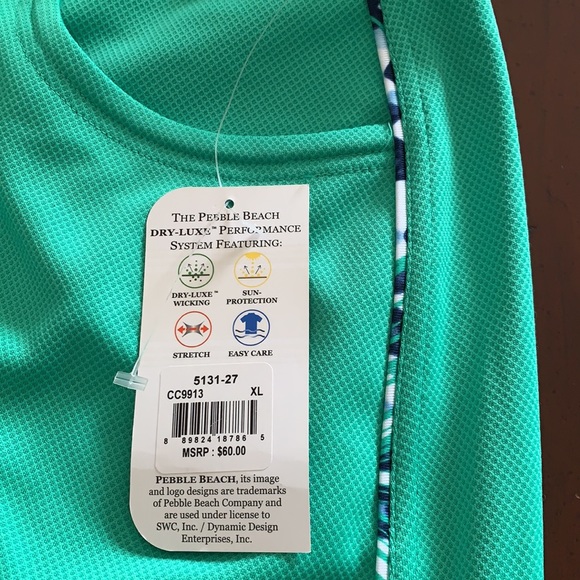 THE PEBBLE BEACH
DRY-LUXE™ PERFORMANCE
SYSTEM FEATURING:
DRY-LUXE™ SUN-
WICKING PROTECTION
STRETCH EASY CARE
5131-27
CC9913 XL
8 89824 18786 5
MSRP : $60.00
PEBBLE BEACH, its image
and logo designs are trademarks
of Pebble Beach Company and
are used under license to
SWC, Inc. / Dynamic Design
Enterprises, Inc.